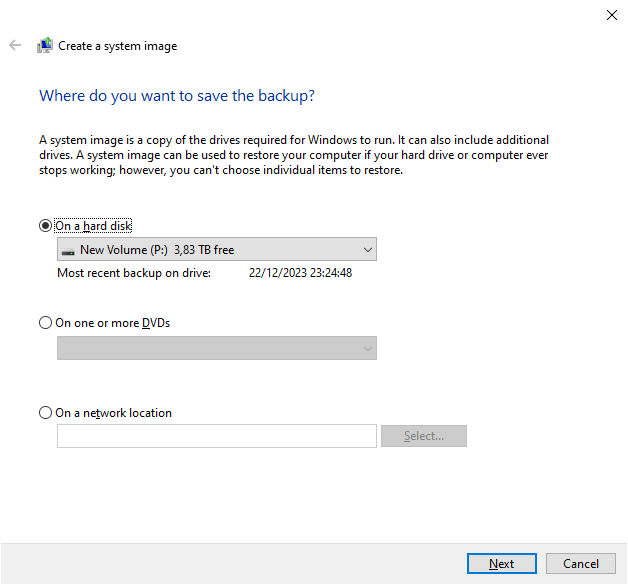 Create a system image
Where do you want to save the backup?
A system image is a copy of the drives required for Windows to run. It can also include additional
drives. A system image can be used to restore your computer if your hard drive or computer ever
stops working; however, you can't choose individual items to restore.
On a hard disk
New Volume (P:)  3,83 TB free
Most recent backup on drive: 22/12/2023 23:24:48
On one or more DVDs
On a network location
Select...
Next Cancel